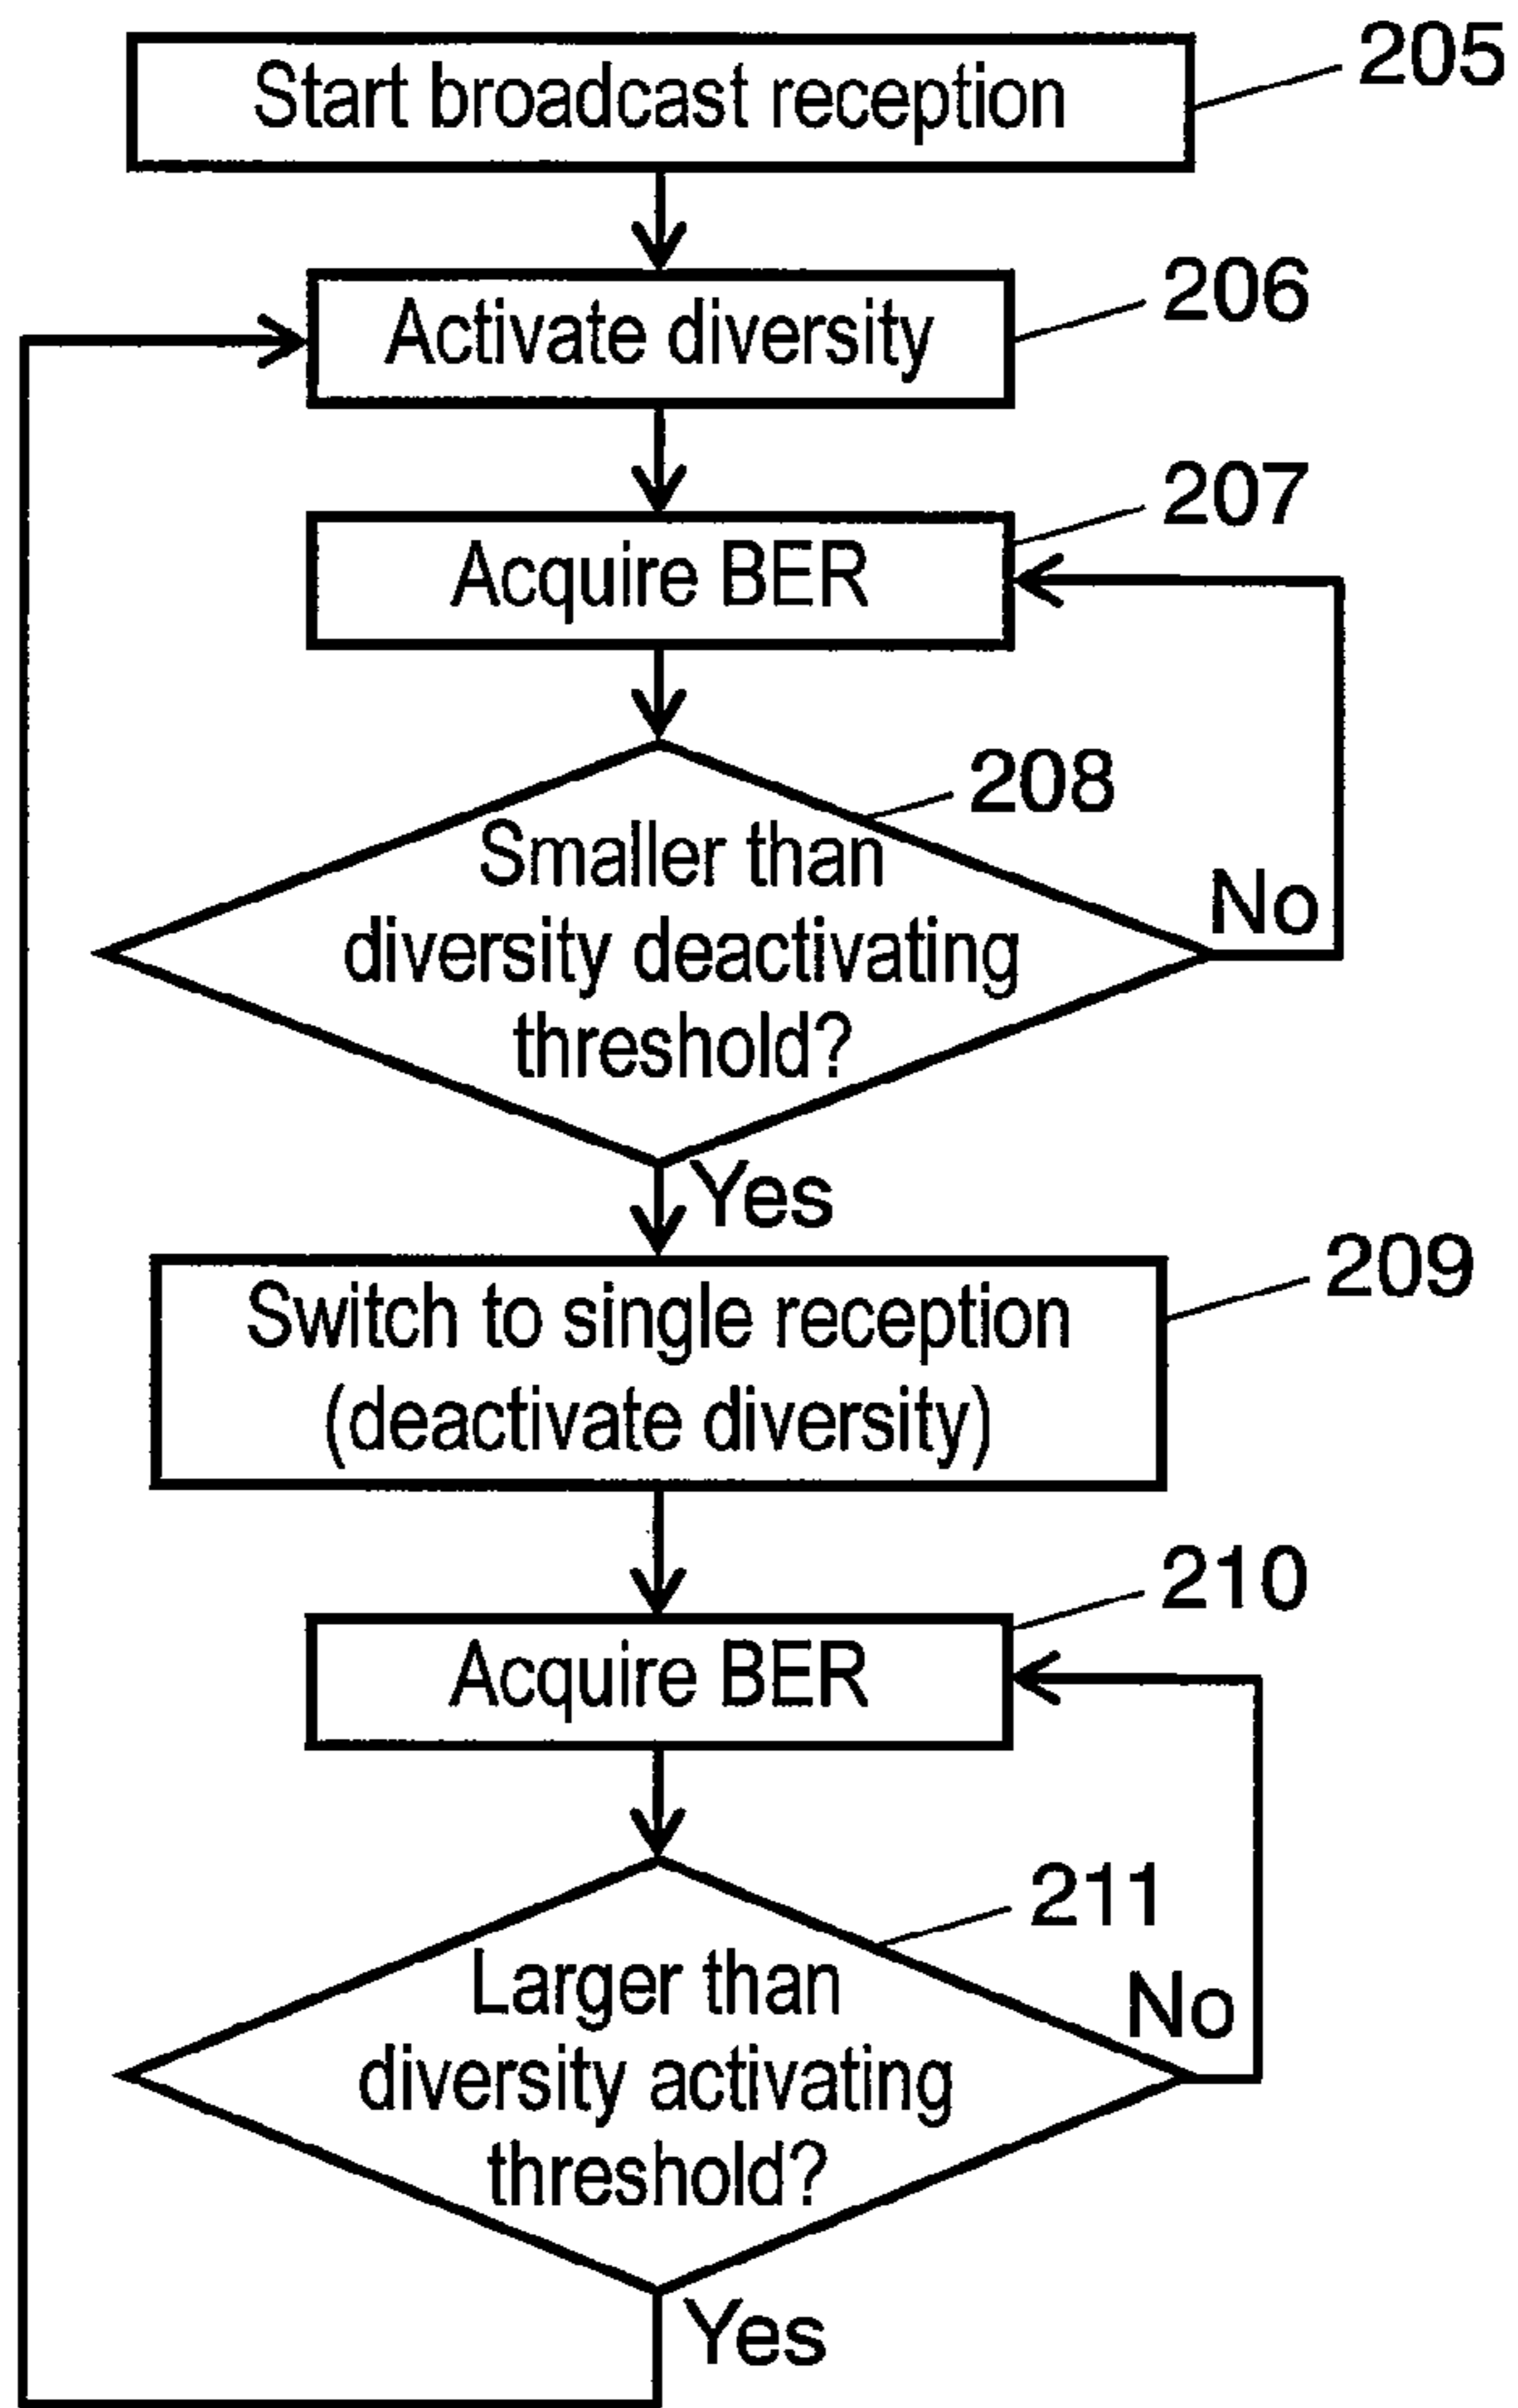 Start broadcast reception
205
Activate diversity
206
Acquire BER
207
208
Smaller than
diversity deactivating
threshold?
No
Yes
Switch to single reception
(deactivate diversity)
209
Acquire BER
210
211
Larger than
diversity activating
threshold?
No
Yes